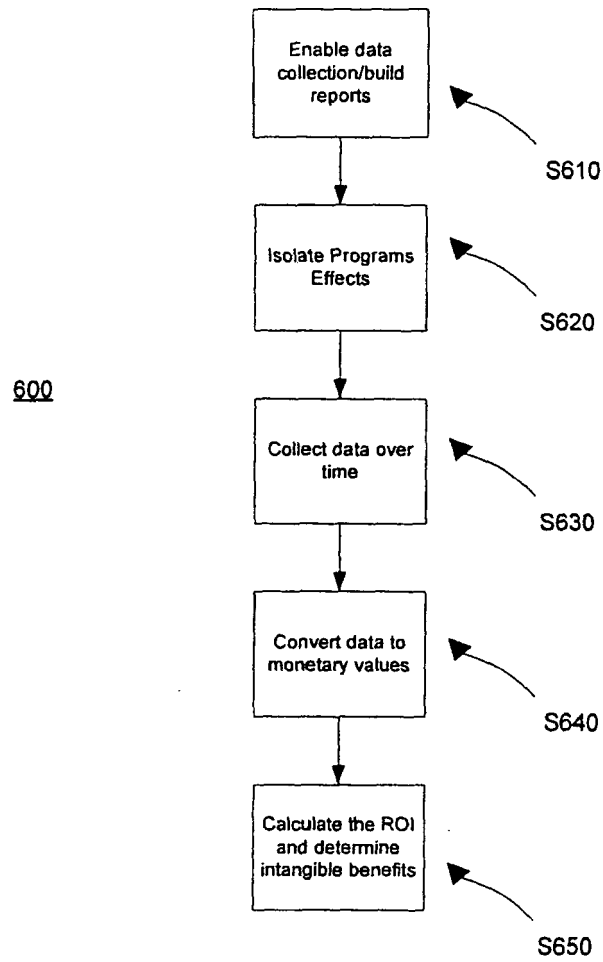 Enable data
collection/build
reports
S610
Isolate Programs
Effects
S620
600
Collect data over
time
S630
Convert data to
monetary values
S640
Calculate the ROI
and determine
intangible benefits
S650